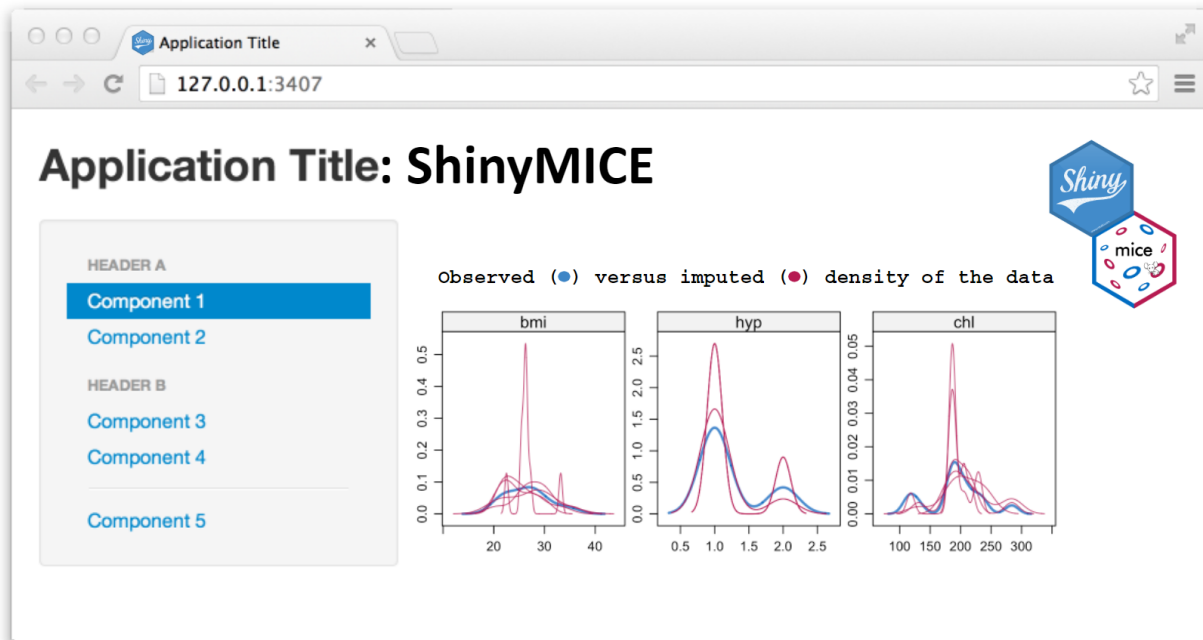 Shiny Application Title ×
127.0.0.1:3407
Application Title: ShinyMICE
Shiny
mice
HEADER A
Component 1
Component 2
HEADER B
Component 3
Component 4
Component 5
Observed (●) versus imputed (●) density of the data
bmi
0.5
0.4
0.3
0.2
0.1
0.0
20 30 40
hyp
2.5
2.0
1.5
1.0
0.5
0.0
0.5 1.0 1.5 2.0 2.5
chl
0.05
0.04
0.03
0.02
0.01
0.00
100 150 200 250 300